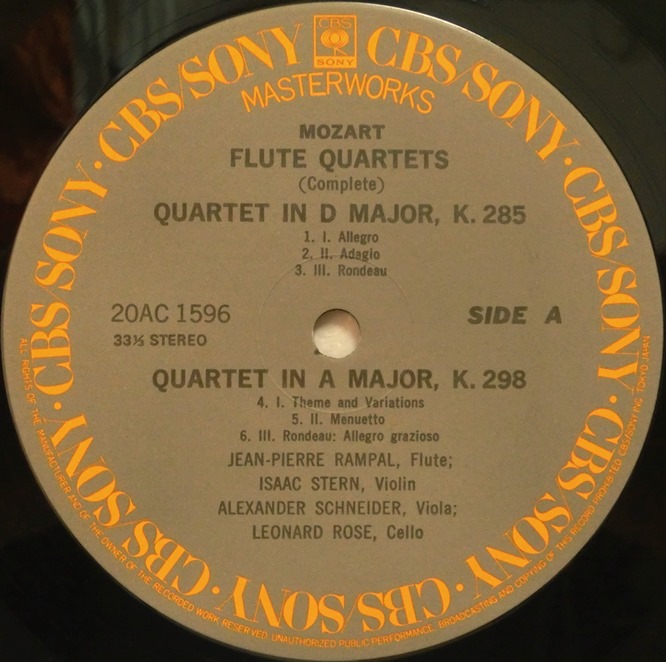 CBS/SONY · CBS/SONY · CBS/SONY · CBS/SONY · CBS/SONY · CBS/SONY · CBS/SONY · CBS/SONY · CBS/SONY
CBS
SONY
MASTERWORKS
MOZART
FLUTE QUARTETS
(Complete)
QUARTET IN D MAJOR, K. 285
1. I. Allegro
2. II. Adagio
3. III. Rondeau
20AC 1596
SIDE A
33⅓ STEREO
QUARTET IN A MAJOR, K. 298
4. I. Theme and Variations
5. II. Menuetto
6. III. Rondeau: Allegro grazioso
JEAN-PIERRE RAMPAL, Flute;
ISAAC STERN, Violin
ALEXANDER SCHNEIDER, Viola;
LEONARD ROSE, Cello
ALL RIGHTS OF THE MANUFACTURER AND OF THE OWNER OF THE RECORDED WORK RESERVED. UNAUTHORIZED PUBLIC PERFORMANCE, BROADCASTING AND COPYING OF THIS RECORD PROHIBITED. CBS/SONY INC. TOKYO JAPAN